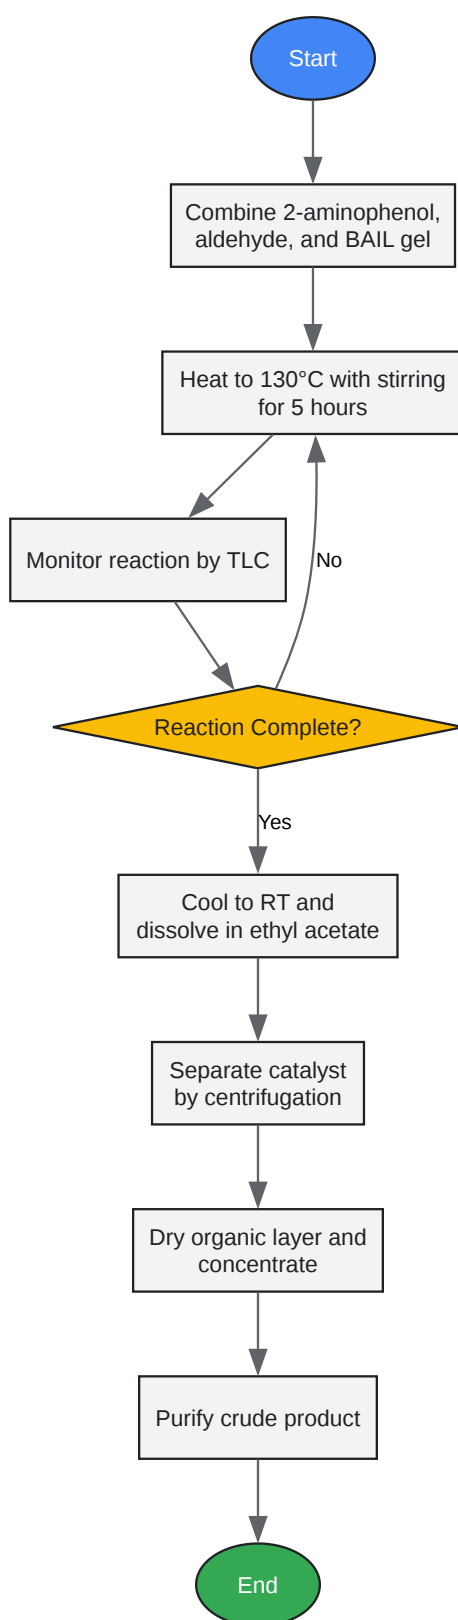 Start
Combine 2-aminophenol,
aldehyde, and BAIL gel
Heat to 130°C with stirring
for 5 hours
Monitor reaction by TLC
No
Reaction Complete?
Yes
Cool to RT and
dissolve in ethyl acetate
Separate catalyst
by centrifugation
Dry organic layer and
concentrate
Purify crude product
End